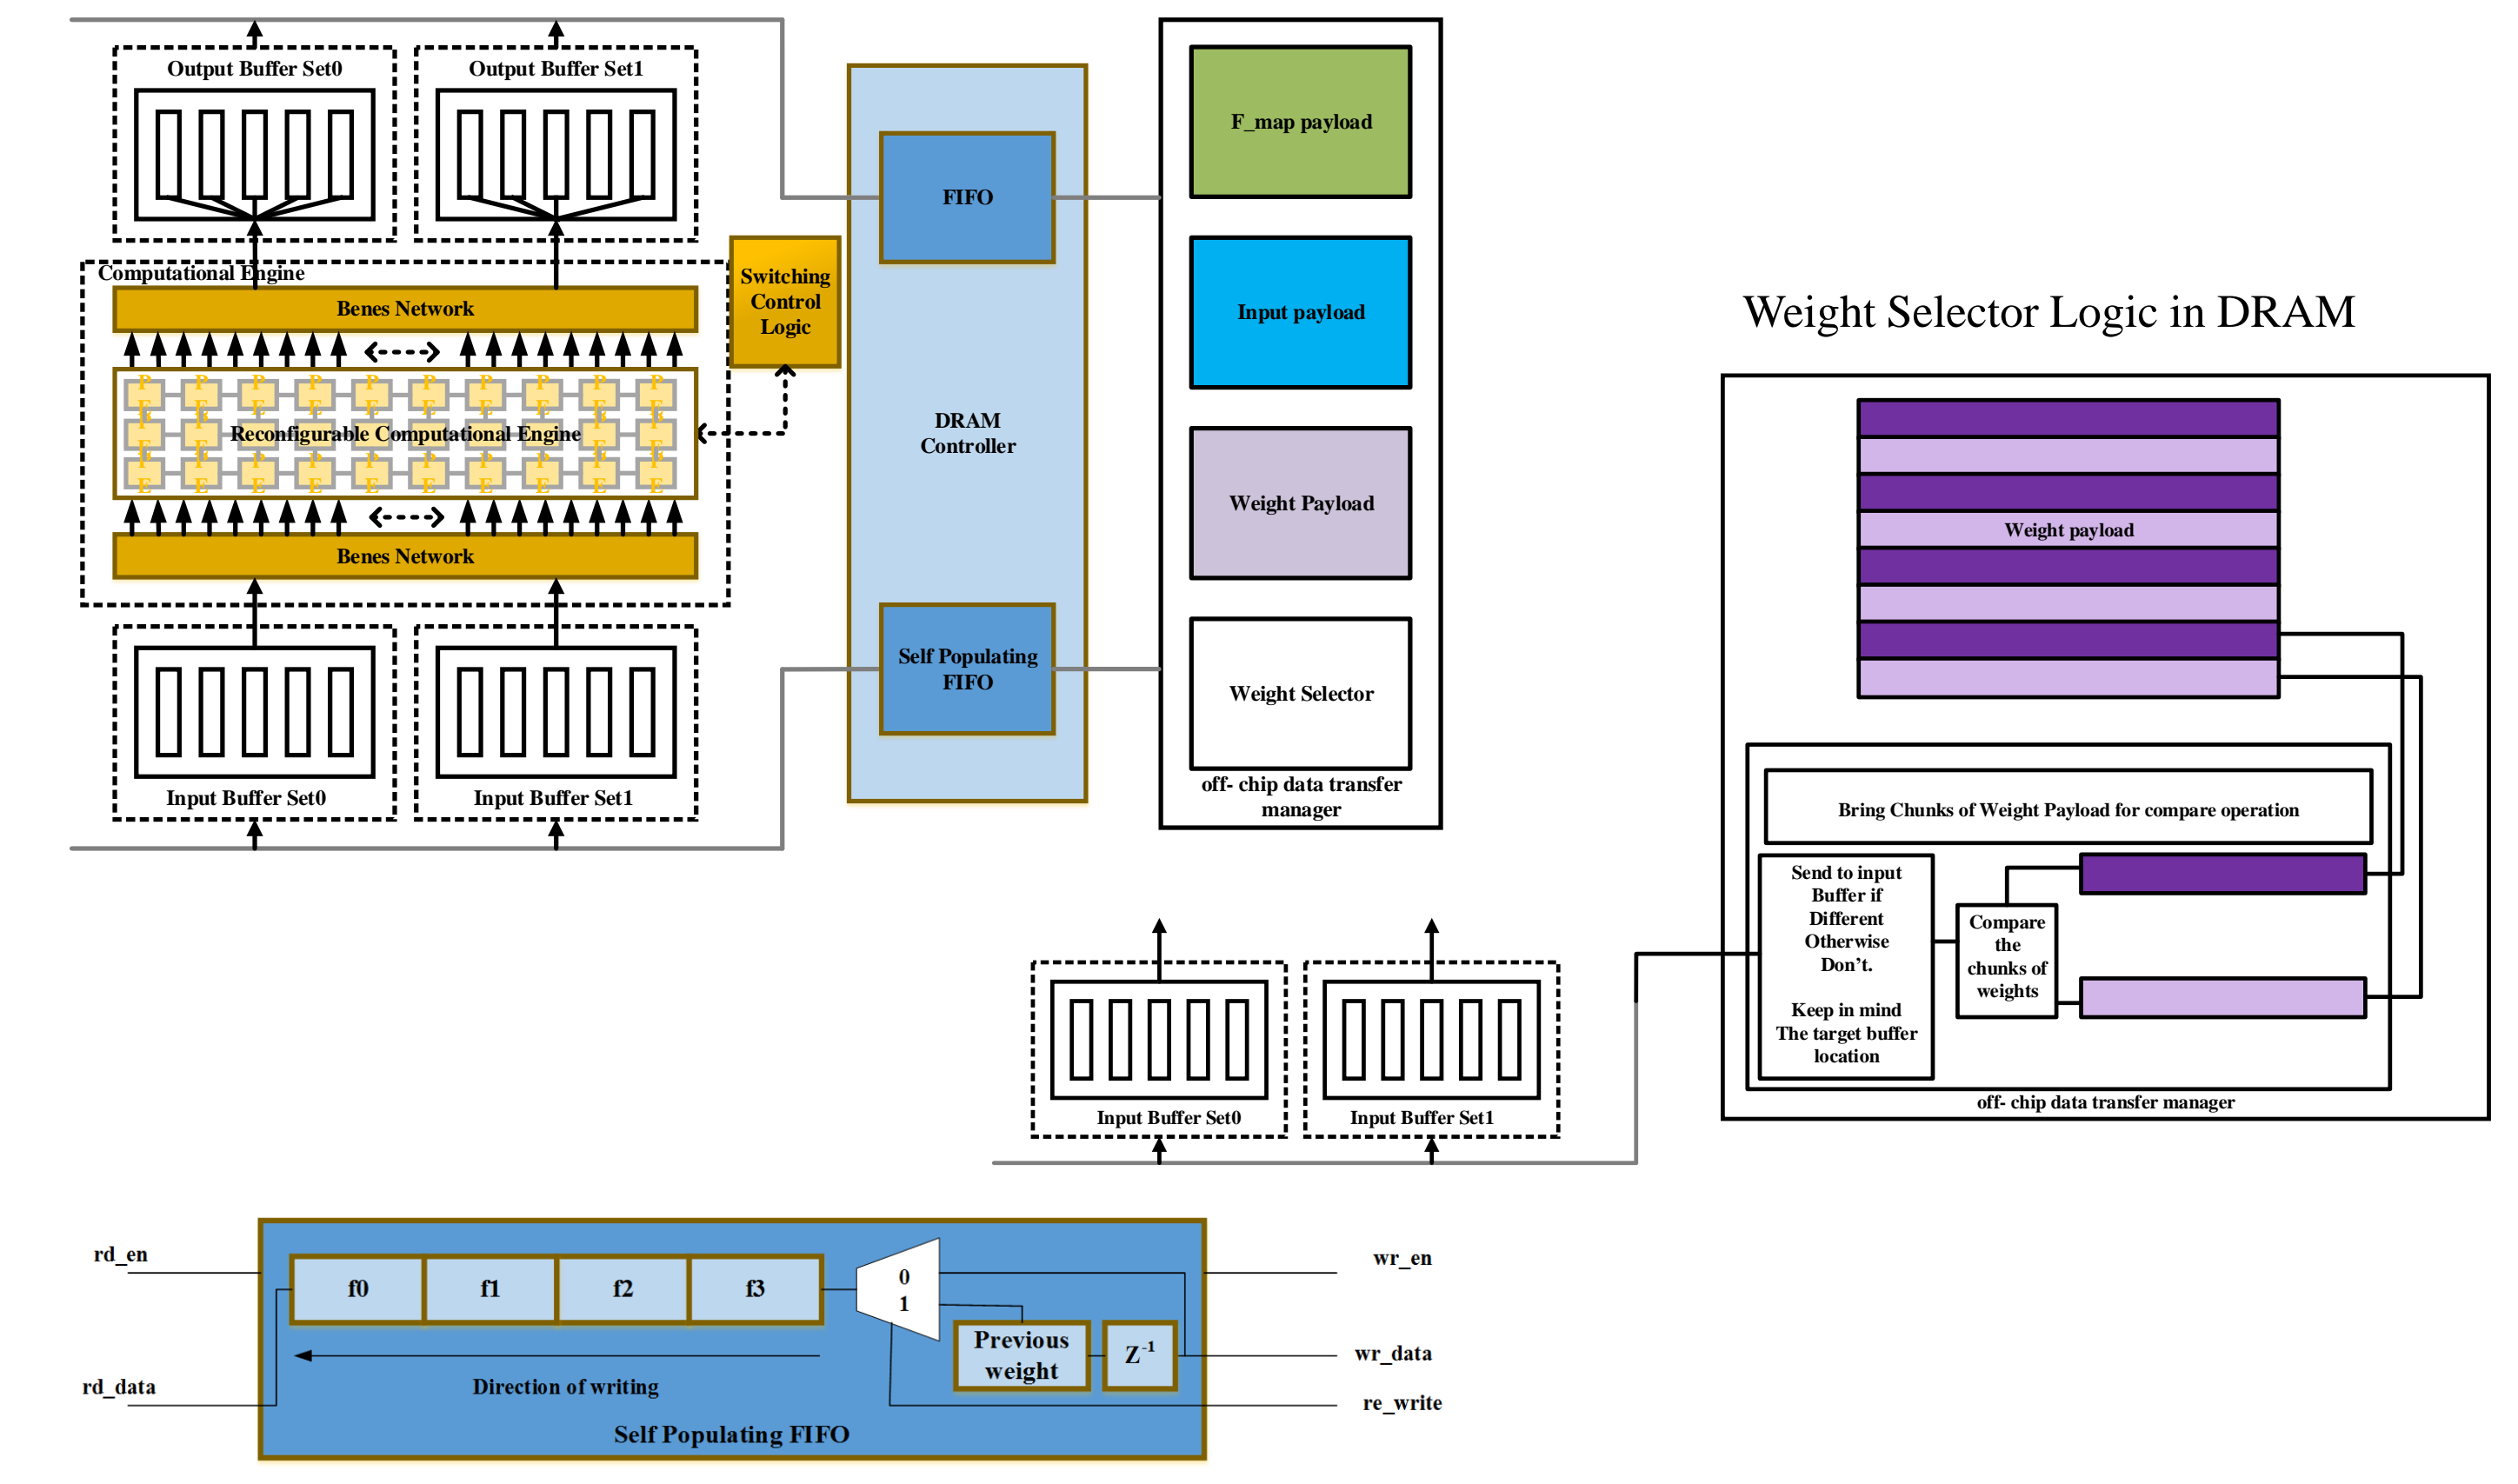 Output Buffer Set0
Output Buffer Set1
Computational Engine
Benes Network
Switching
Control
Logic
P P P P P P P P P P
E E E E E E E E E E
P P P P P P P P P P
E E E E E E E E E E
Reconfigurable Computational Engine
P P P P P P P P P P
E E E E E E E E E E
Benes Network
Input Buffer Set0
Input Buffer Set1
FIFO
DRAM
Controller
Self Populating
FIFO
F_map payload
Input payload
Weight Payload
Weight Selector
off- chip data transfer
manager
Weight Selector Logic in DRAM
Weight payload
Bring Chunks of Weight Payload for compare operation
Send to input
Buffer if
Different
Otherwise
Don't.
Keep in mind
The target buffer
location
Compare
the
chunks of
weights
off- chip data transfer manager
Input Buffer Set0
Input Buffer Set1
rd_en
rd_data
f0
f1
f2
f3
0
1
Previous
weight
Z-1
Direction of writing
Self Populating FIFO
wr_en
wr_data
re_write